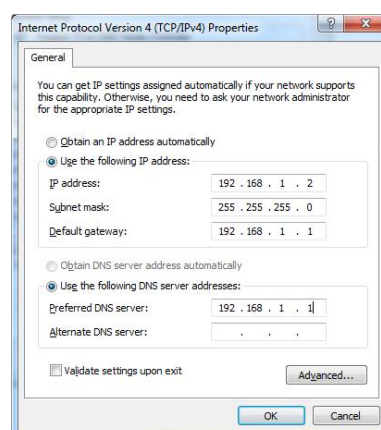 Internet Protocol Version 4 (TCP/IPv4) Properties
General
You can get IP settings assigned automatically if your network supports
this capability. Otherwise, you need to ask your network administrator
for the appropriate IP settings.
Obtain an IP address automatically
Use the following IP address:
IP address: 192 . 168 . 1 . 2
Subnet mask: 255 . 255 . 255 . 0
Default gateway: 192 . 168 . 1 . 1
Obtain DNS server address automatically
Use the following DNS server addresses:
Preferred DNS server: 192 . 168 . 1 . 1
Alternate DNS server: . . .
Validate settings upon exit
Advanced...
OK Cancel